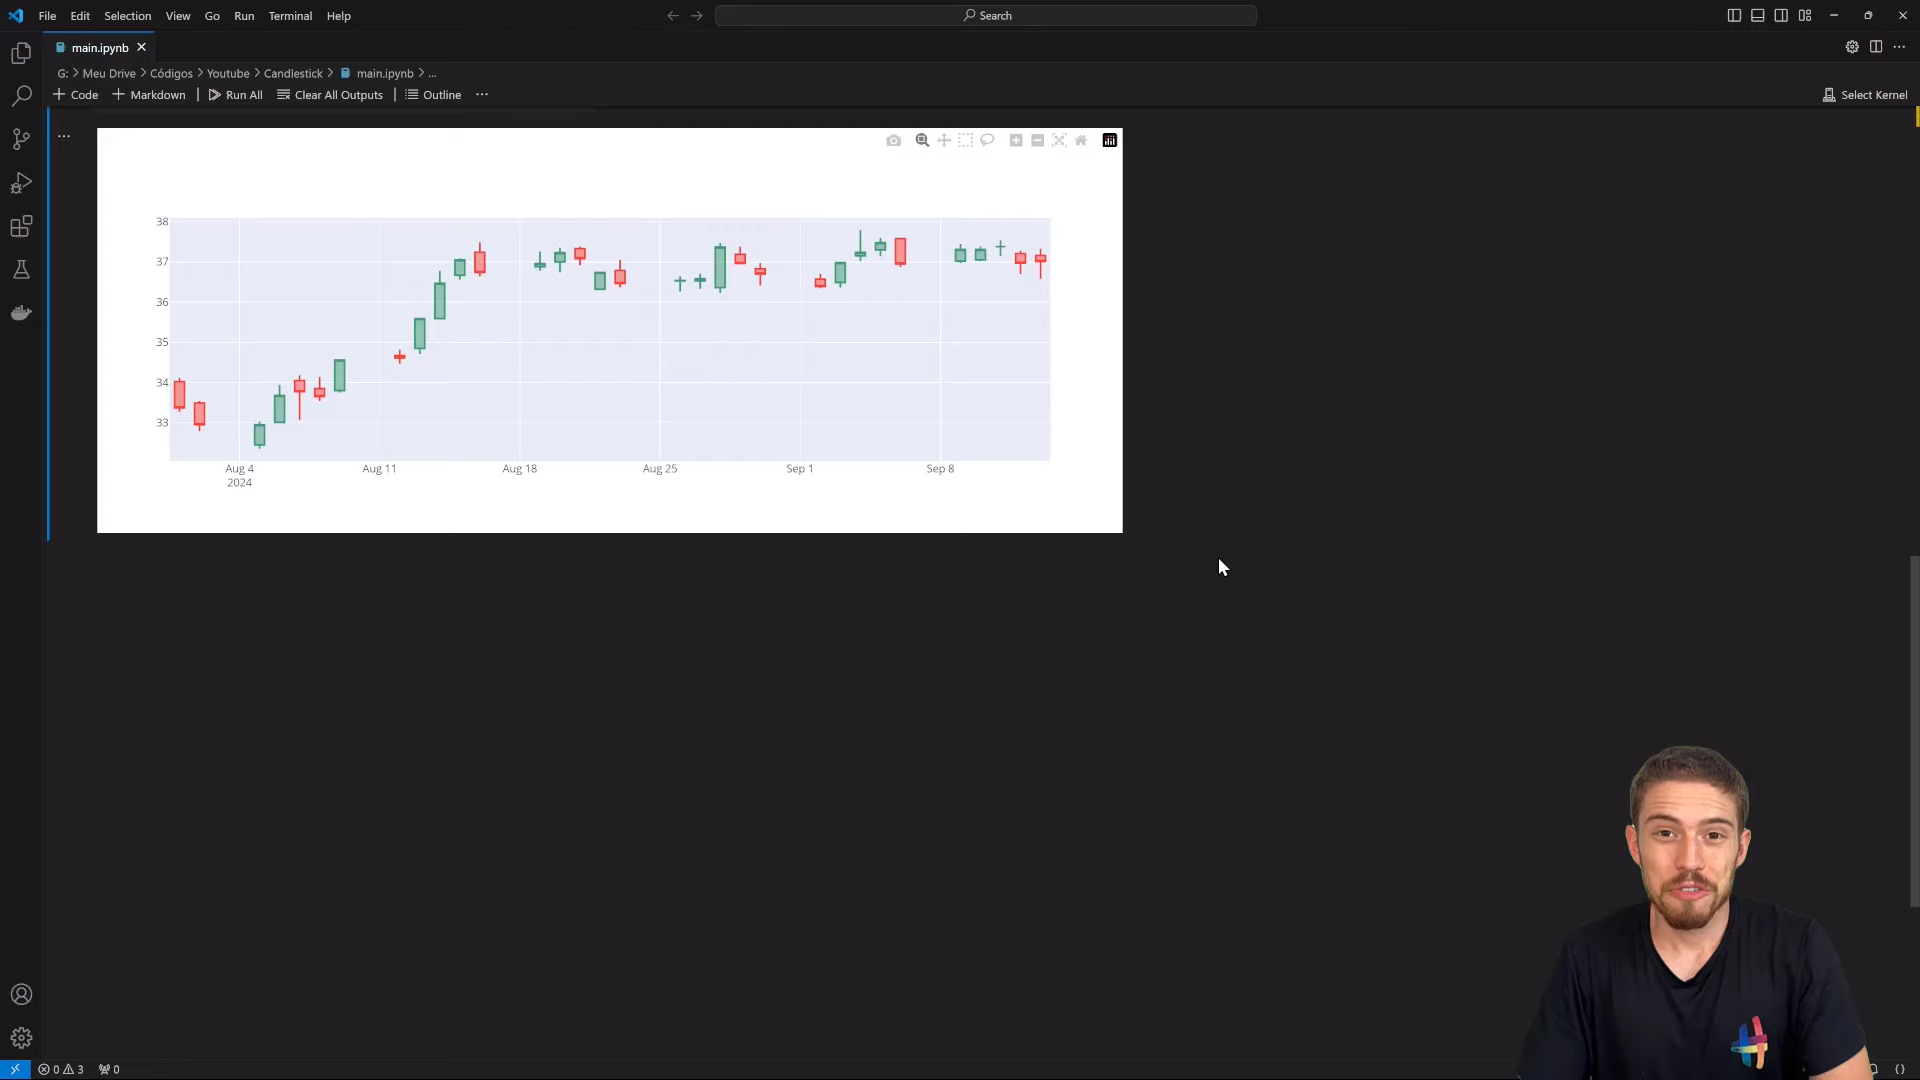 File Edit Selection View Go Run Terminal Help
Search
main.ipynb
G: > Meu Drive > Códigos > Youtube > Candlestick > main.ipynb > ...
+ Code + Markdown | Run All Clear All Outputs | Outline ...
Select Kernel
38
37
36
35
34
33
Aug 4 Aug 11 Aug 18 Aug 25 Sep 1 Sep 8
2024
0 3 0